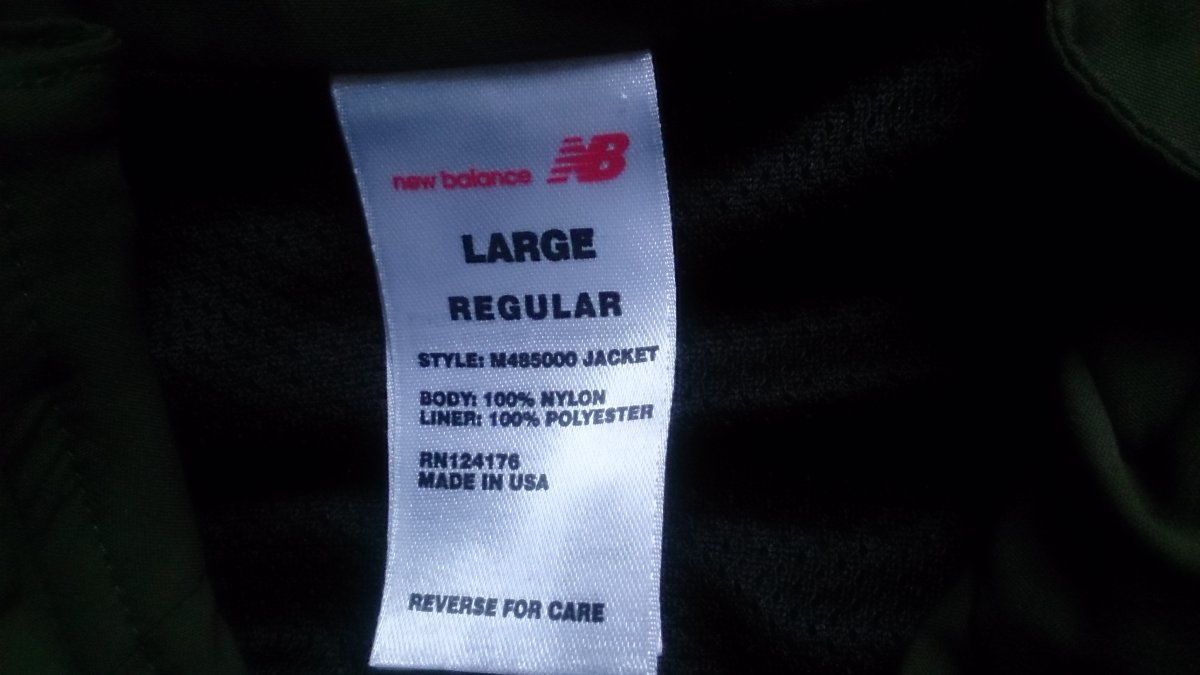 new balance NB
LARGE
REGULAR
STYLE: M485000 JACKET
BODY: 100% NYLON
LINER: 100% POLYESTER
RN124176
MADE IN USA
REVERSE FOR CARE